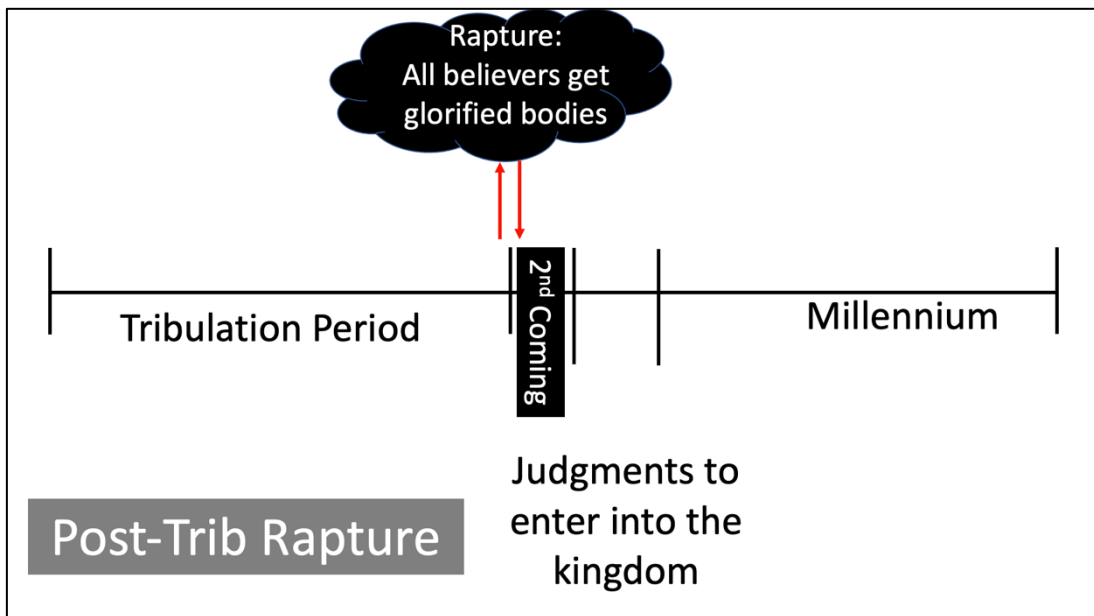 Rapture:
All believers get
glorified bodies
2nd Coming
Tribulation Period
Millennium
Judgments to
enter into the
kingdom
Post-Trib Rapture